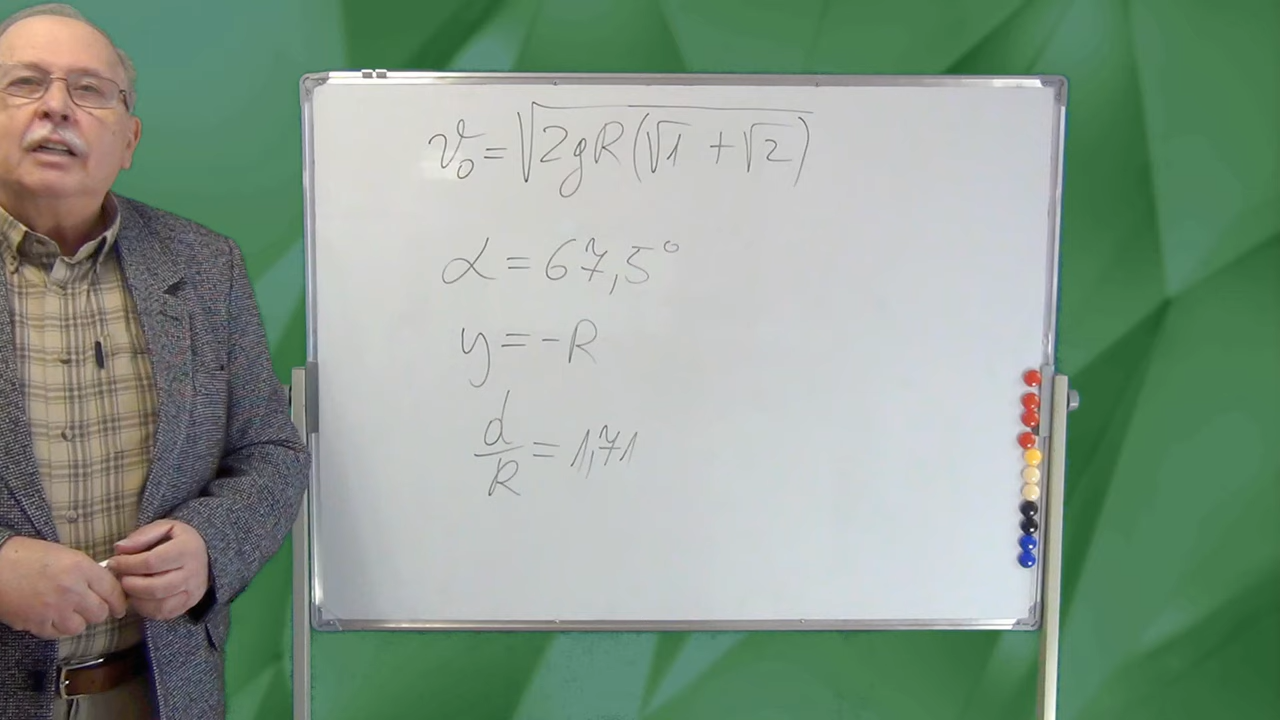 v₀ = √(2gR(√1 + √2))
α = 67,5°
y = -R
d/R = 1,71